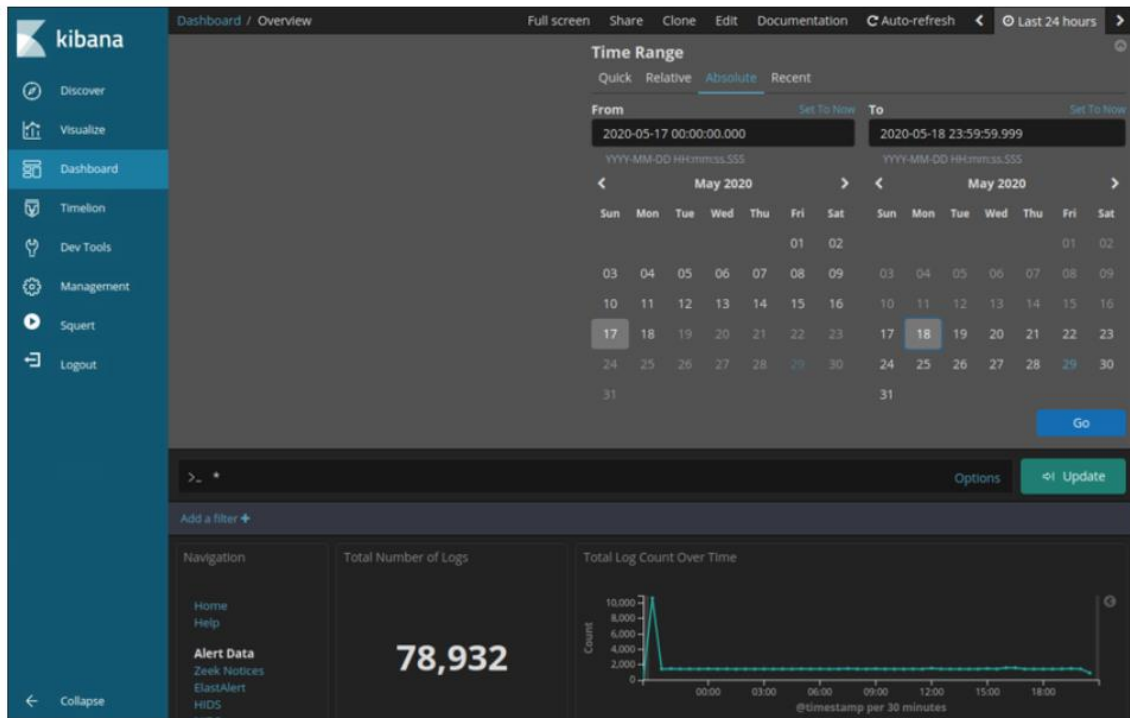 kibana
Discover
Visualize
Dashboard
Timelion
Dev Tools
Management
Squert
Logout
Collapse
Dashboard / Overview
Full screen Share Clone Edit Documentation Auto-refresh Last 24 hours
Time Range
Quick Relative Absolute Recent
From Set To Now To Set To Now
2020-05-17 00:00:00.000 2020-05-18 23:59:59.999
YYYY-MM-DD HH:mm:ss.SSS YYYY-MM-DD HH:mm:ss.SSS
May 2020 May 2020
Sun Mon Tue Wed Thu Fri Sat Sun Mon Tue Wed Thu Fri Sat
01 02 01 02
03 04 05 06 07 08 09 03 04 05 06 07 08 09
10 11 12 13 14 15 16 10 11 12 13 14 15 16
17 18 19 20 21 22 23 17 18 19 20 21 22 23
24 25 26 27 28 29 30 24 25 26 27 28 29 30
31 31
Go
>_ * Options Update
Add a filter +
Navigation
Home
Help
Alert Data
Zeek Notices
ElastAlert
HIDS
Total Number of Logs
78,932
Total Log Count Over Time
Count
10,000
8,000
6,000
4,000
2,000
0
00:00 03:00 06:00 09:00 12:00 15:00 18:00
@timestamp per 30 minutes